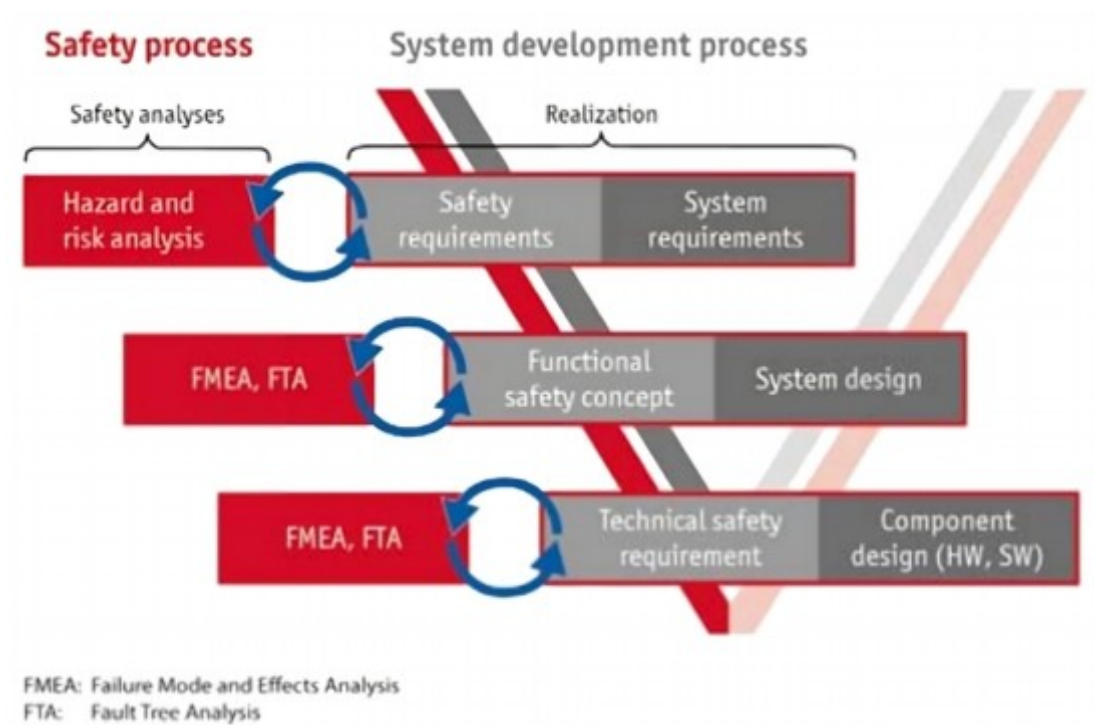 Safety process
System development process
Safety analyses
Realization
Hazard and
risk analysis
Safety
requirements
System
requirements
FMEA, FTA
Functional
safety concept
System design
FMEA, FTA
Technical safety
requirement
Component
design (HW, SW)
FMEA: Failure Mode and Effects Analysis
FTA: Fault Tree Analysis